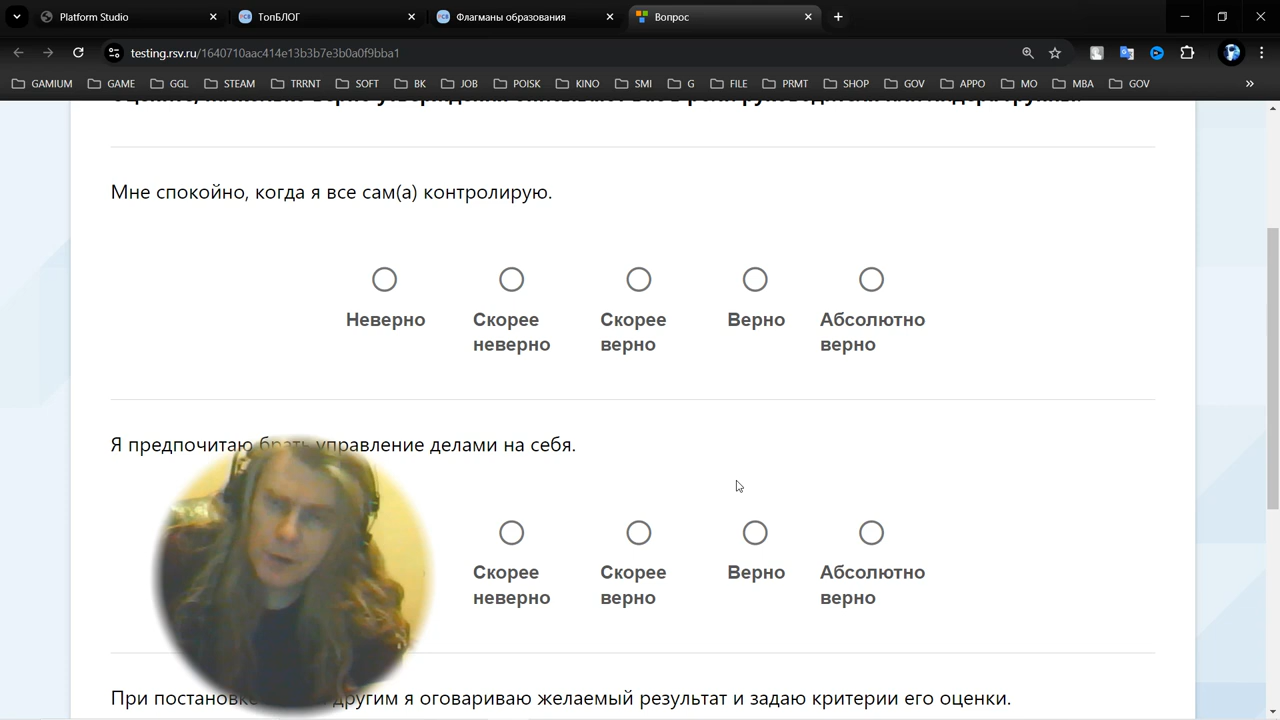 Platform Studio
ТопБЛОГ
Флагманы образования
Вопрос
testing.rsv.ru/1640710aac414e13b3b7e3b0a0f9bba1
GAMIUM GAME GGL STEAM TRRNT SOFT BK JOB POISK KINO SMI G FILE PRMT SHOP GOV APPO MO MBA GOV
Мне спокойно, когда я все сам(а) контролирую.
Неверно
Скорее неверно
Скорее верно
Верно
Абсолютно верно
Я предпочитаю брать управление делами на себя.
Скорее неверно
Скорее верно
Верно
Абсолютно верно
При другим я оговариваю желаемый результат и задаю критерии его оценки.